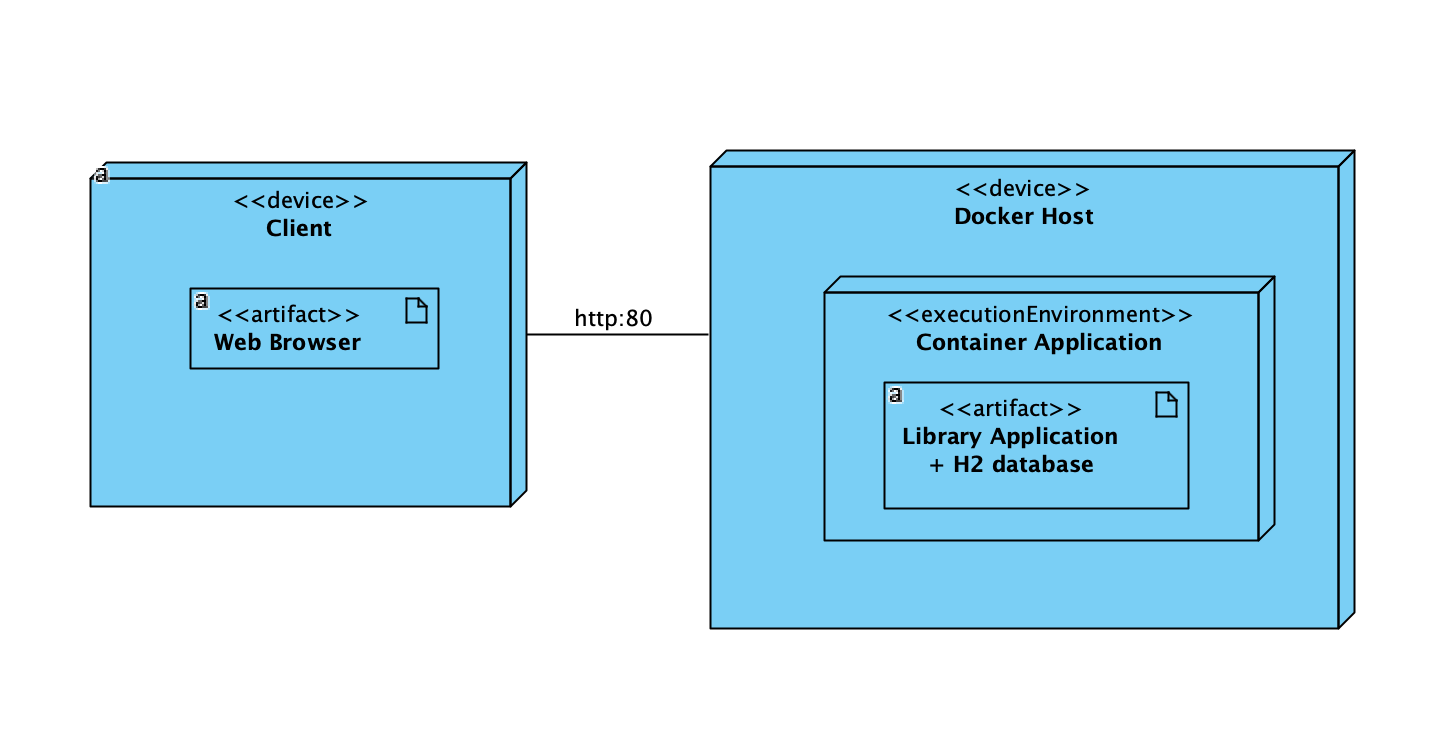 a
<<device>>
Client
a
<<artifact>>
Web Browser
http:80
<<device>>
Docker Host
<<executionEnvironment>>
Container Application
a
<<artifact>>
Library Application
+ H2 database